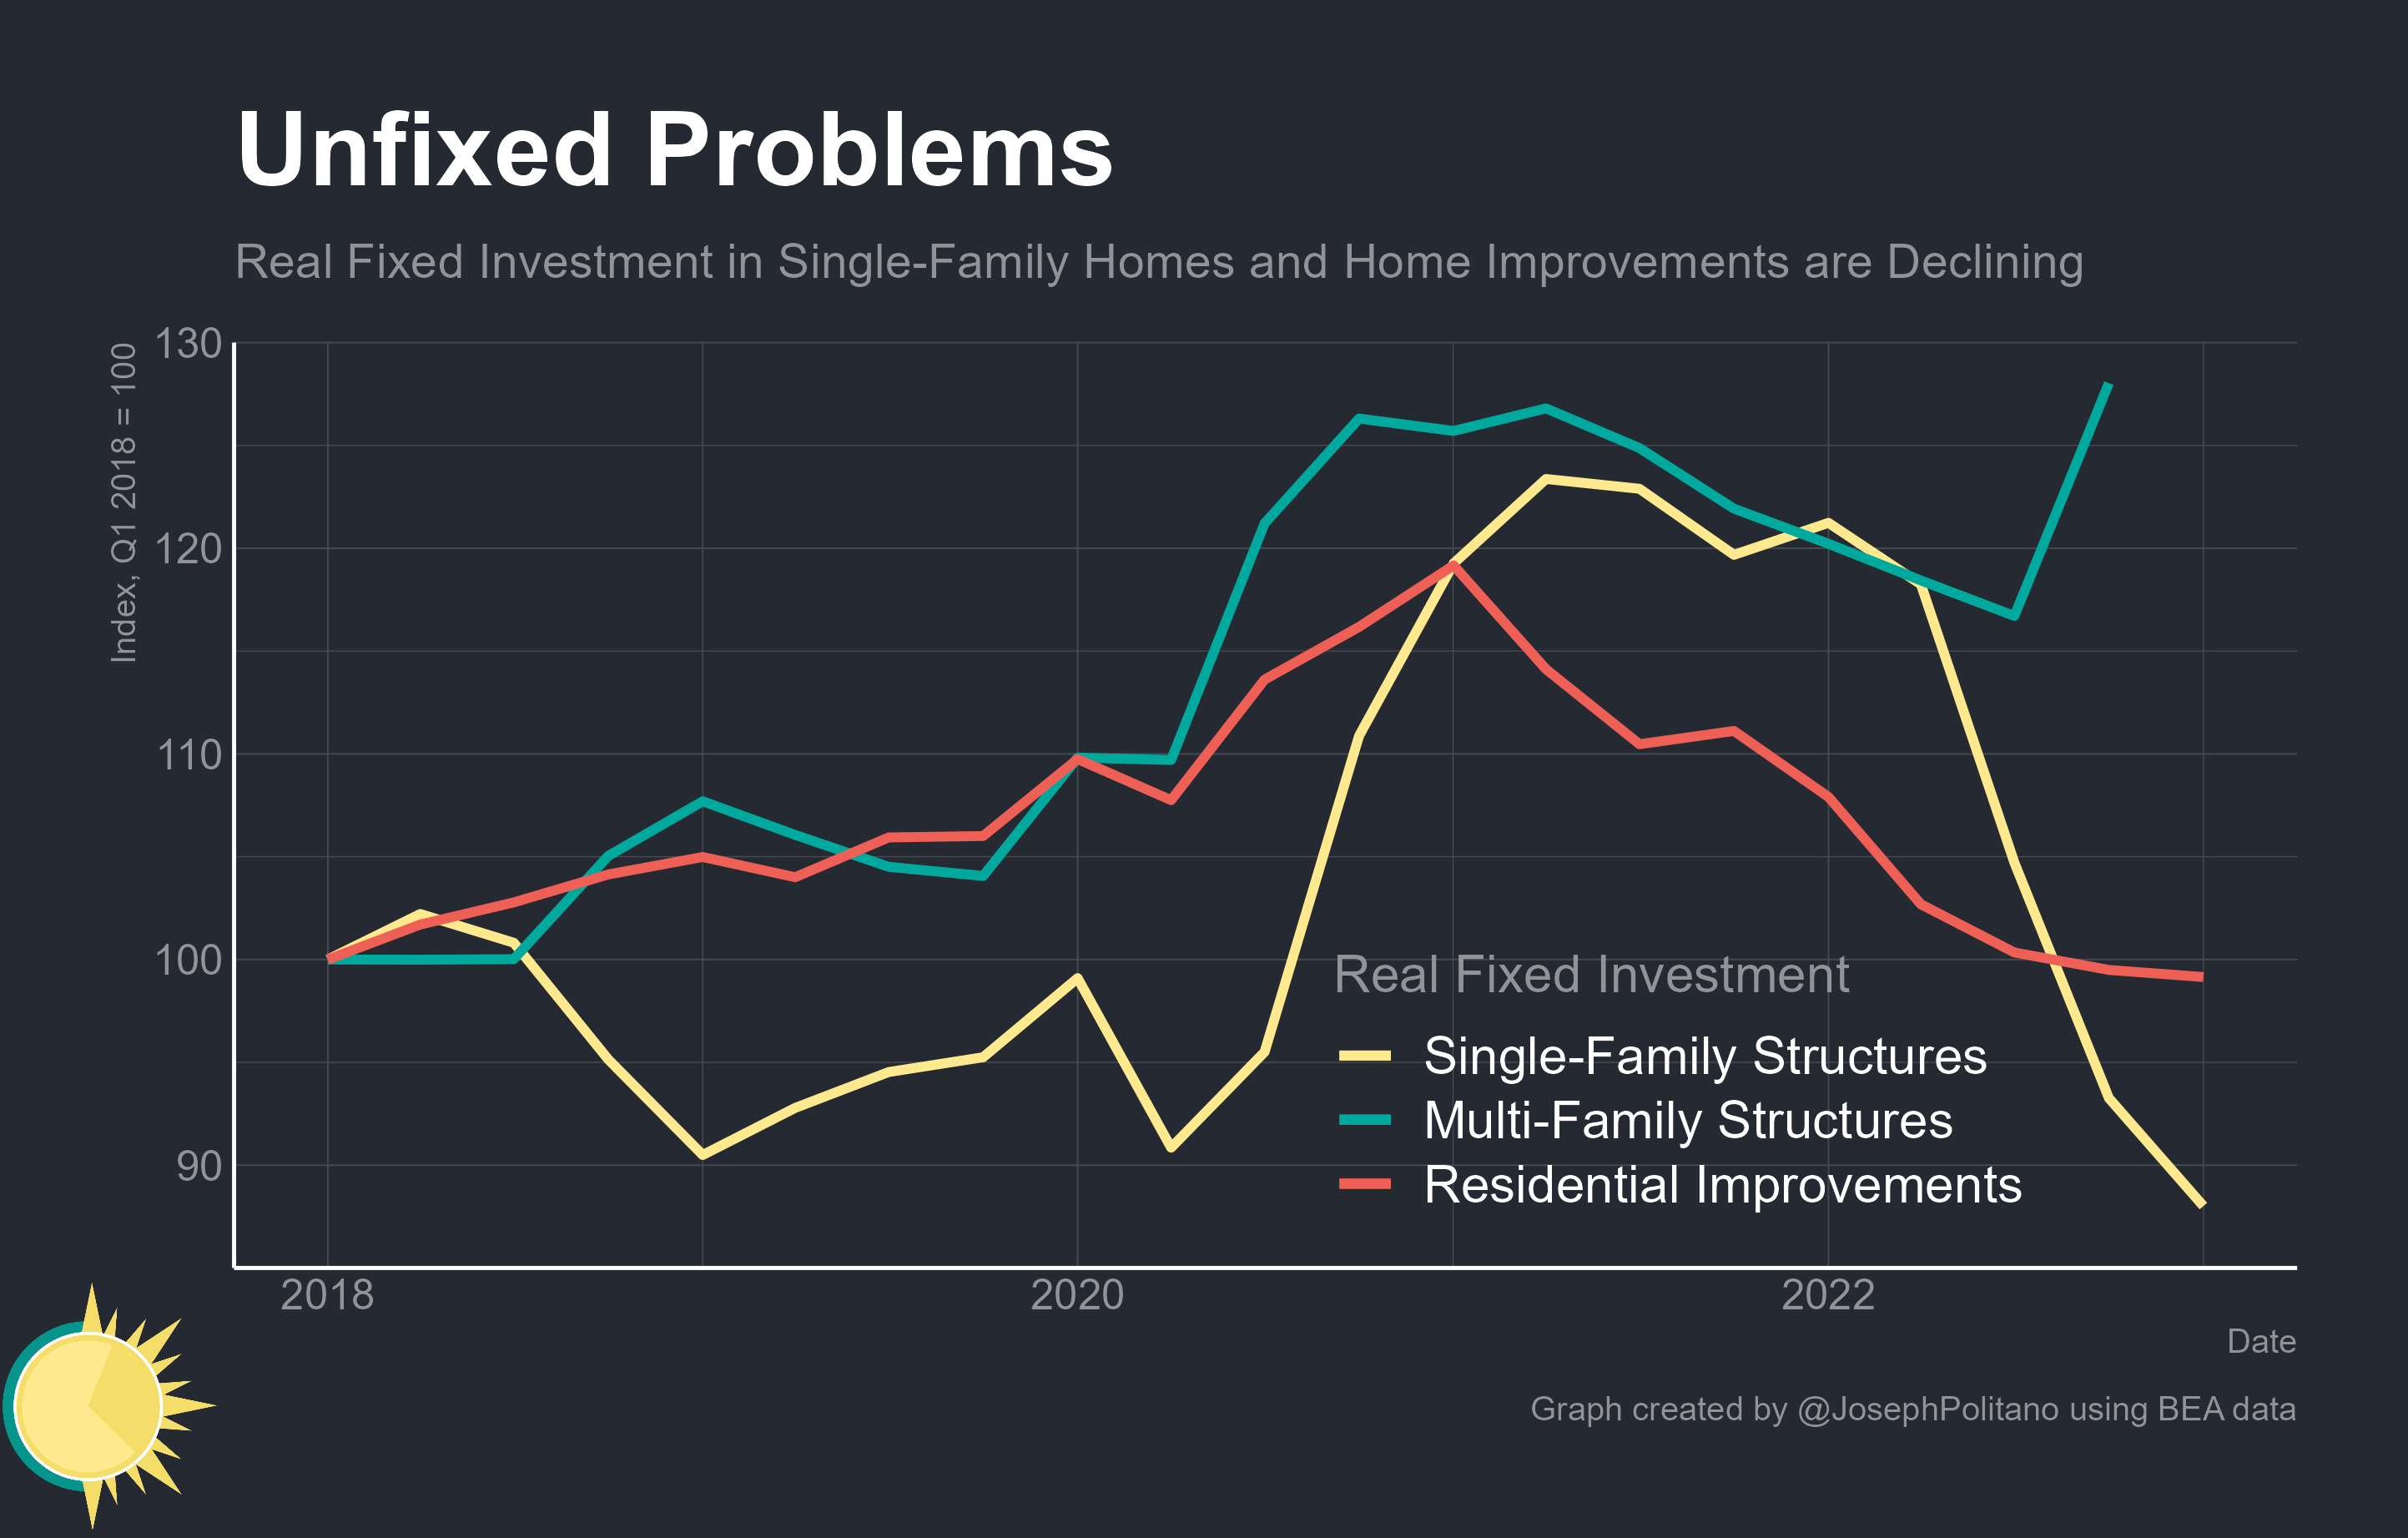 Unfixed Problems
Real Fixed Investment in Single-Family Homes and Home Improvements are Declining
Index, Q1 2018 = 100
130
120
110
100
90
Real Fixed Investment
Single-Family Structures
Multi-Family Structures
Residential Improvements
2018
2020
2022
Date
Graph created by @JosephPolitano using BEA data